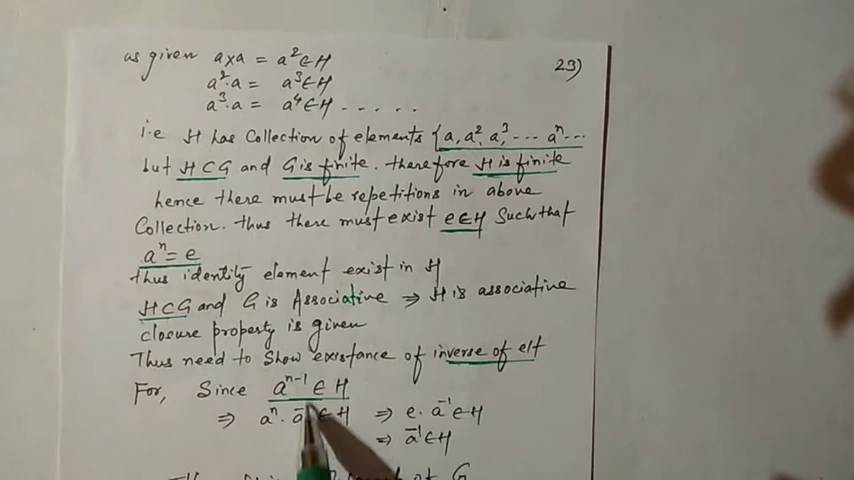 23)
as given a×a = a²∈H
a²·a = a³∈H
a³·a = a⁴∈H . . . . .
i.e H has Collection of elements {a, a², a³, --- aⁿ---
but H⊂G and G is finite. therefore H is finite
hence there must be repetitions in above
Collection. Thus there must exist e∈H Such that
aⁿ = e
thus identity element exist in H
H⊂G and G is Associative ⇒ H is associative
closure property is given
Thus need to Show existance of inverse of elt
For, Since aⁿ⁻¹ ∈ H
⇒ aⁿ. a⁻¹ ∈ H ⇒ e. a⁻¹ ∈ H
⇒ a⁻¹ ∈ H
of G